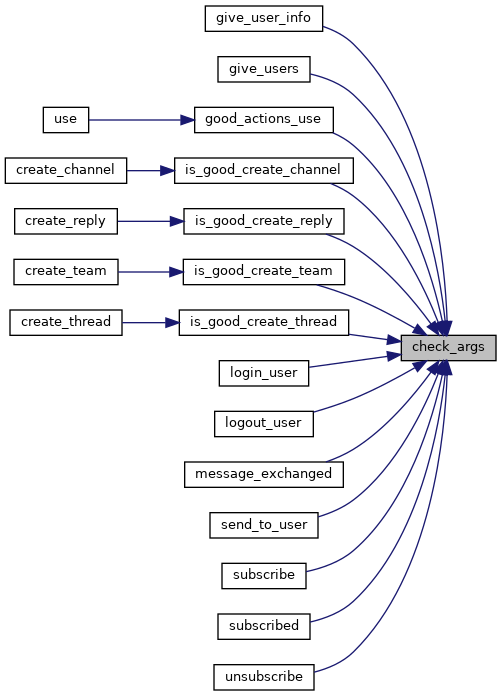 give_user_info
give_users
use
good_actions_use
create_channel
is_good_create_channel
create_reply
is_good_create_reply
create_team
is_good_create_team
create_thread
is_good_create_thread
check_args
login_user
logout_user
message_exchanged
send_to_user
subscribe
subscribed
unsubscribe